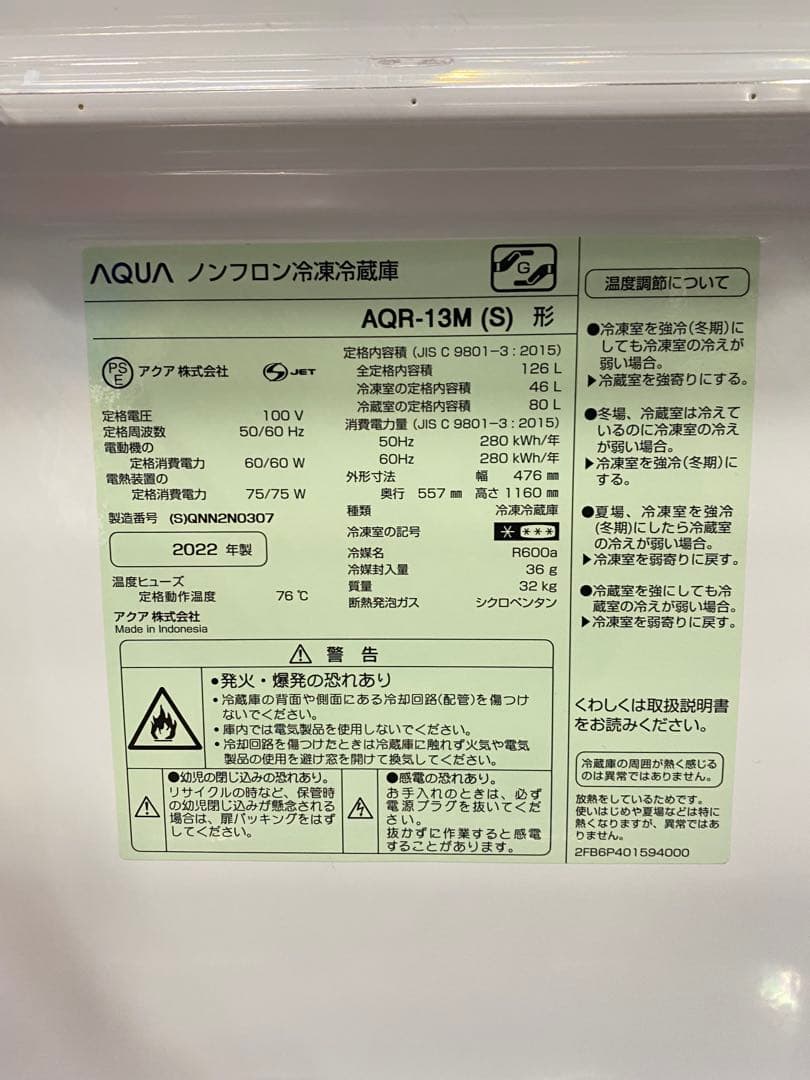 AQUA ノンフロン冷凍冷蔵庫
G
AQR-13M (S) 形
PS
E
アクア 株式会社
S JET
定格電圧 100 V
定格周波数 50/60 Hz
電動機の
定格消費電力 60/60 W
電熱装置の
定格消費電力 75/75 W
製造番号 (S)QNN2N0307
2022 年製
温度ヒューズ
定格動作温度 76 ℃
アクア 株式会社
Made in Indonesia
定格内容積 (JIS C 9801-3 : 2015)
全定格内容積 126 L
冷凍室の定格内容積 46 L
冷蔵室の定格内容積 80 L
消費電力量 (JIS C 9801-3 : 2015)
50Hz 280 kWh/年
60Hz 280 kWh/年
外形寸法 幅 476 ㎜
奥行 557 ㎜ 高さ 1160 ㎜
種類 冷凍冷蔵庫
冷凍室の記号 * ***
冷媒名 R600a
冷媒封入量 36 g
質量 32 kg
断熱発泡ガス シクロペンタン
⚠ 警 告
●発火・爆発の恐れあり
・冷蔵庫の背面や側面にある冷却回路(配管)を傷つけ
ないでください。
・庫内では電気製品を使用しないでください。
・冷却回路を傷つけたときは冷蔵庫に触れず火気や電気
製品の使用を避け窓を開けて換気してください。
●幼児の閉じ込みの恐れあり。
リサイクルの時など、保管時
の幼児閉じ込みが懸念される
場合は、扉パッキングをはず
してください。
●感電の恐れあり。
お手入れのときは、必ず
電源プラグを抜いてくだ
さい。
抜かずに作業すると感電
することがあります。
温度調節について
●冷凍室を強冷(冬期)に
しても冷凍室の冷えが
弱い場合。
▶冷蔵室を強寄りにする。
●冬場、冷蔵室は冷えて
いるのに冷凍室の冷え
が弱い場合。
▶冷凍室を強冷(冬期)に
する。
●夏場、冷凍室を強冷
(冬期)にしたら冷蔵室
の冷えが弱い場合。
▶冷凍室を弱寄りに戻す。
●冷蔵室を強にしても冷
蔵室の冷えが弱い場合。
▶冷凍室を弱寄りに戻す。
くわしくは取扱説明書
をお読みください。
冷蔵庫の周囲が熱く感じる
のは異常ではありません。
放熱をしているためです。
使いはじめや夏場などは特に
熱くなりますが、異常ではあ
りません。
2FB6P401594000